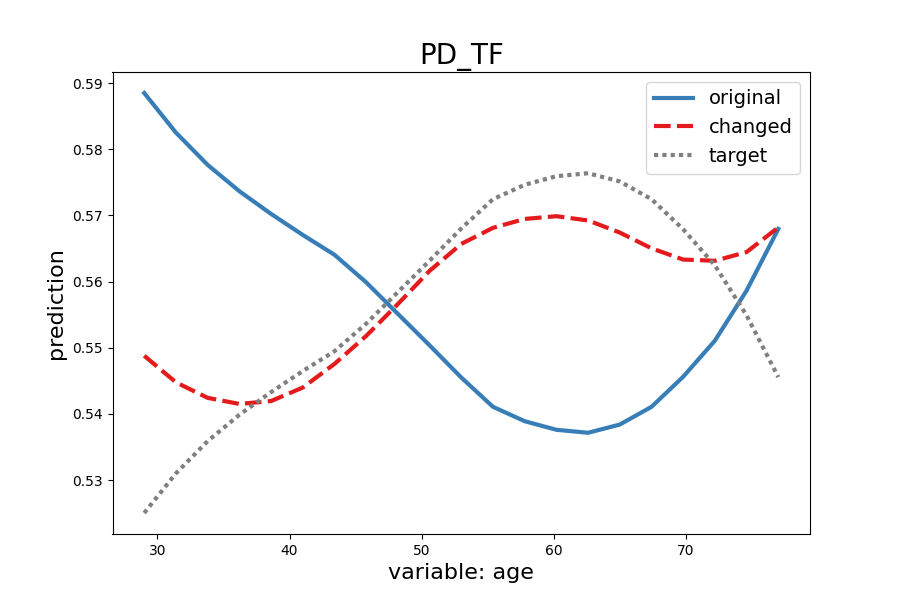 PD_TF
original
changed
target
0.59
0.58
0.57
0.56
0.55
0.54
0.53
prediction
30 40 50 60 70
variable: age